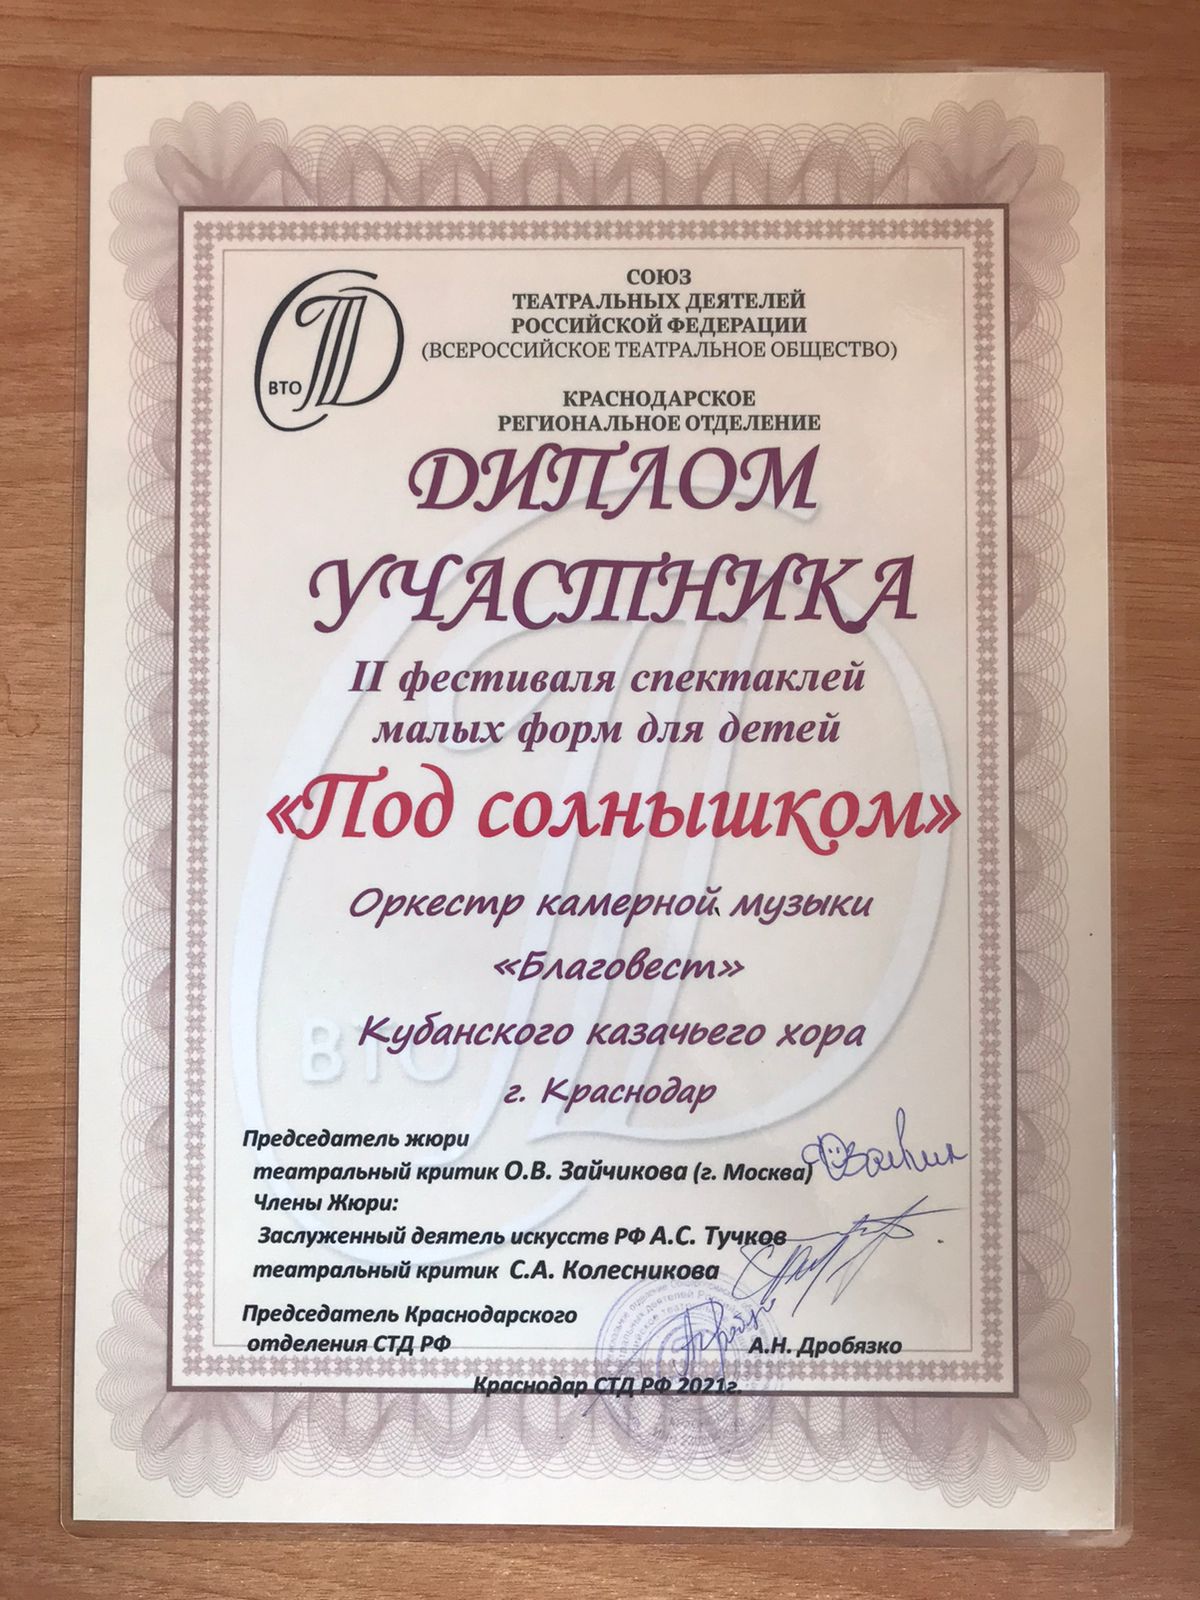 СОЮЗ
ТЕАТРАЛЬНЫХ ДЕЯТЕЛЕЙ
РОССИЙСКОЙ ФЕДЕРАЦИИ
(ВСЕРОССИЙСКОЕ ТЕАТРАЛЬНОЕ ОБЩЕСТВО)
ВТО СТД
КРАСНОДАРСКОЕ
РЕГИОНАЛЬНОЕ ОТДЕЛЕНИЕ
ДИПЛОМ
УЧАСТНИКА
II фестиваля спектаклей
малых форм для детей
«Под солнышком»
Оркестр камерной музыки
«Благовест»
Кубанского казачьего хора
ВТО
г. Краснодар
Председатель жюри
театральный критик О.В. Зайчикова (г. Москва)
Члены Жюри:
Заслуженный деятель искусств РФ А.С. Тучков
театральный критик С.А. Колесникова
Председатель Краснодарского
отделения СТД РФ А.Н. Дробязко
Краснодар СТД РФ 2021г.